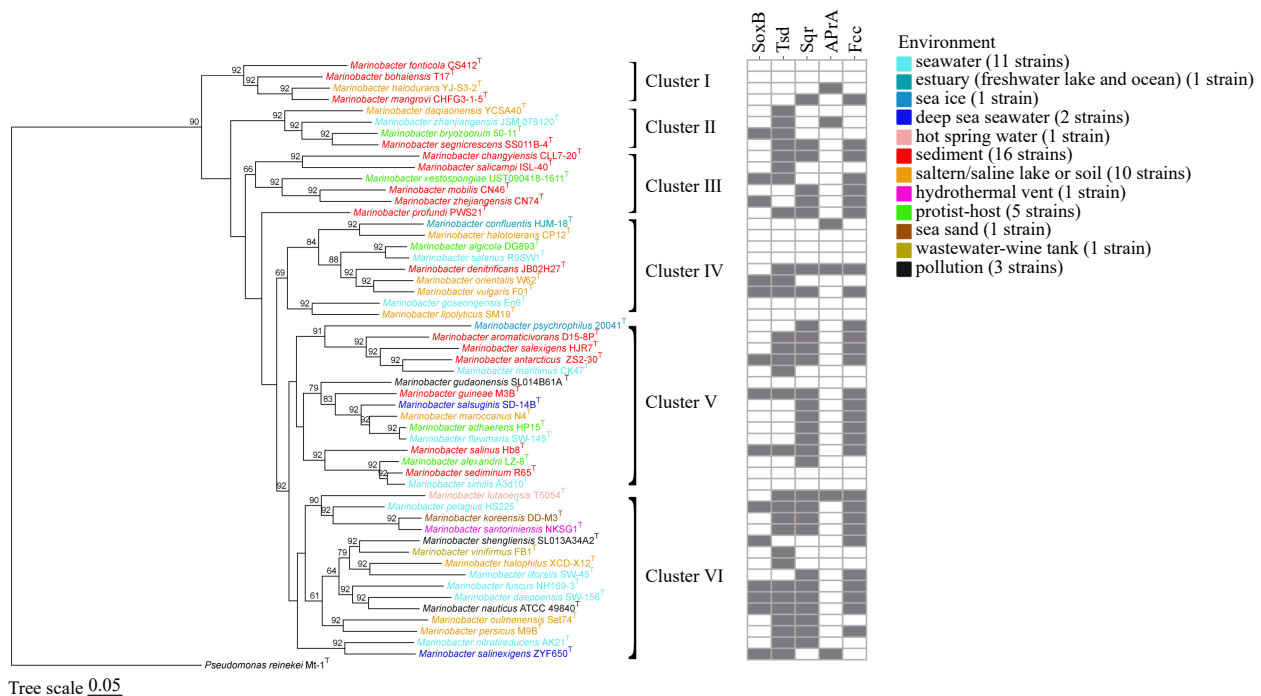 SoxB Tsd Sqr APrA Fcc
Environment
seawater (11 strains)
estuary (freshwater lake and ocean) (1 strain)
sea ice (1 strain)
deep sea seawater (2 strains)
hot spring water (1 strain)
sediment (16 strains)
saltern/saline lake or soil (10 strains)
hydrothermal vent (1 strain)
protist-host (5 strains)
sea sand (1 strain)
wastewater-wine tank (1 strain)
pollution (3 strains)
Marinobacter fonticola CS412T
92
Marinobacter bohaiensis T17T
92
Cluster I
Marinobacter halodurans YJ-S3-2T
92
Marinobacter mangrovi CHFG3-1-5T
Marinobacter daqiaonensis YCSA40T
92
Marinobacter zhanjiangensis JSM 078120T
92
90
Cluster II
Marinobacter bryozoorum 50-11T
92
Marinobacter segnicrescens SS011B-4T
Marinobacter changyiensis CLL7-20T
92
Marinobacter salicampi ISL-40T
66
Marinobacter xestospongiae UST090418-1611T
Cluster III
Marinobacter mobilis CN46T
92
92
Marinobacter zhejiangensis CN74T
Marinobacter profundi PWS21T
Marinobacter confluentis HJM-18T
92
Marinobacter halotolerans CP12T
84
Marinobacter algicola DG893T
92
Marinobacter salarius R9SW1T
88
Marinobacter denitrificans JB02H27T
Cluster IV
69
92
Marinobacter orientalis W62T
92
Marinobacter vulgaris F01T
Marinobacter goseongensis En6T
92
Marinobacter lipolyticus SM19T
Marinobacter psychrophilus 20041T
91
Marinobacter aromaticivorans D15-8PT
92
Marinobacter salexigens HJR7T
92
Marinobacter antarcticus ZS2-30T
92
Marinobacter maritimus CK47T
Marinobacter gudaonensis SL014B61AT
79
Marinobacter guineae M3BT
83
Marinobacter salsuginis SD-14BT
Cluster V
92
Marinobacter maroccanus N4T
92
Marinobacter adhaerens HP15T
92
Marinobacter flavimaris SW-145T
Marinobacter salinus Hb8T
92
Marinobacter alexandrii LZ-8T
92
Marinobacter sediminum R65T
92
Marinobacter similis A3d10T
92
Marinobacter lutaoensis T5054T
90
Marinobacter pelagius HS225T
92
Marinobacter koreensis DD-M3T
92
Marinobacter santoriniensis NKSG1T
Marinobacter shengliensis SL013A34A2T
92
Marinobacter vinifirmus FB1T
79
Marinobacter halophilus XCD-X12T
92
Marinobacter litoralis SW-45T
Cluster VI
64
Marinobacter fuscus NH169-3T
92
Marinobacter daepoensis SW-156T
92
61
Marinobacter nauticus ATCC 49840T
Marinobacter oulmenensis Set74T
92
Marinobacter persicus M9BT
Marinobacter nitratireducens AK21T
92
Marinobacter salinexigens ZYF650T
Pseudomonas reinekei Mt-1T
Tree scale 0.05